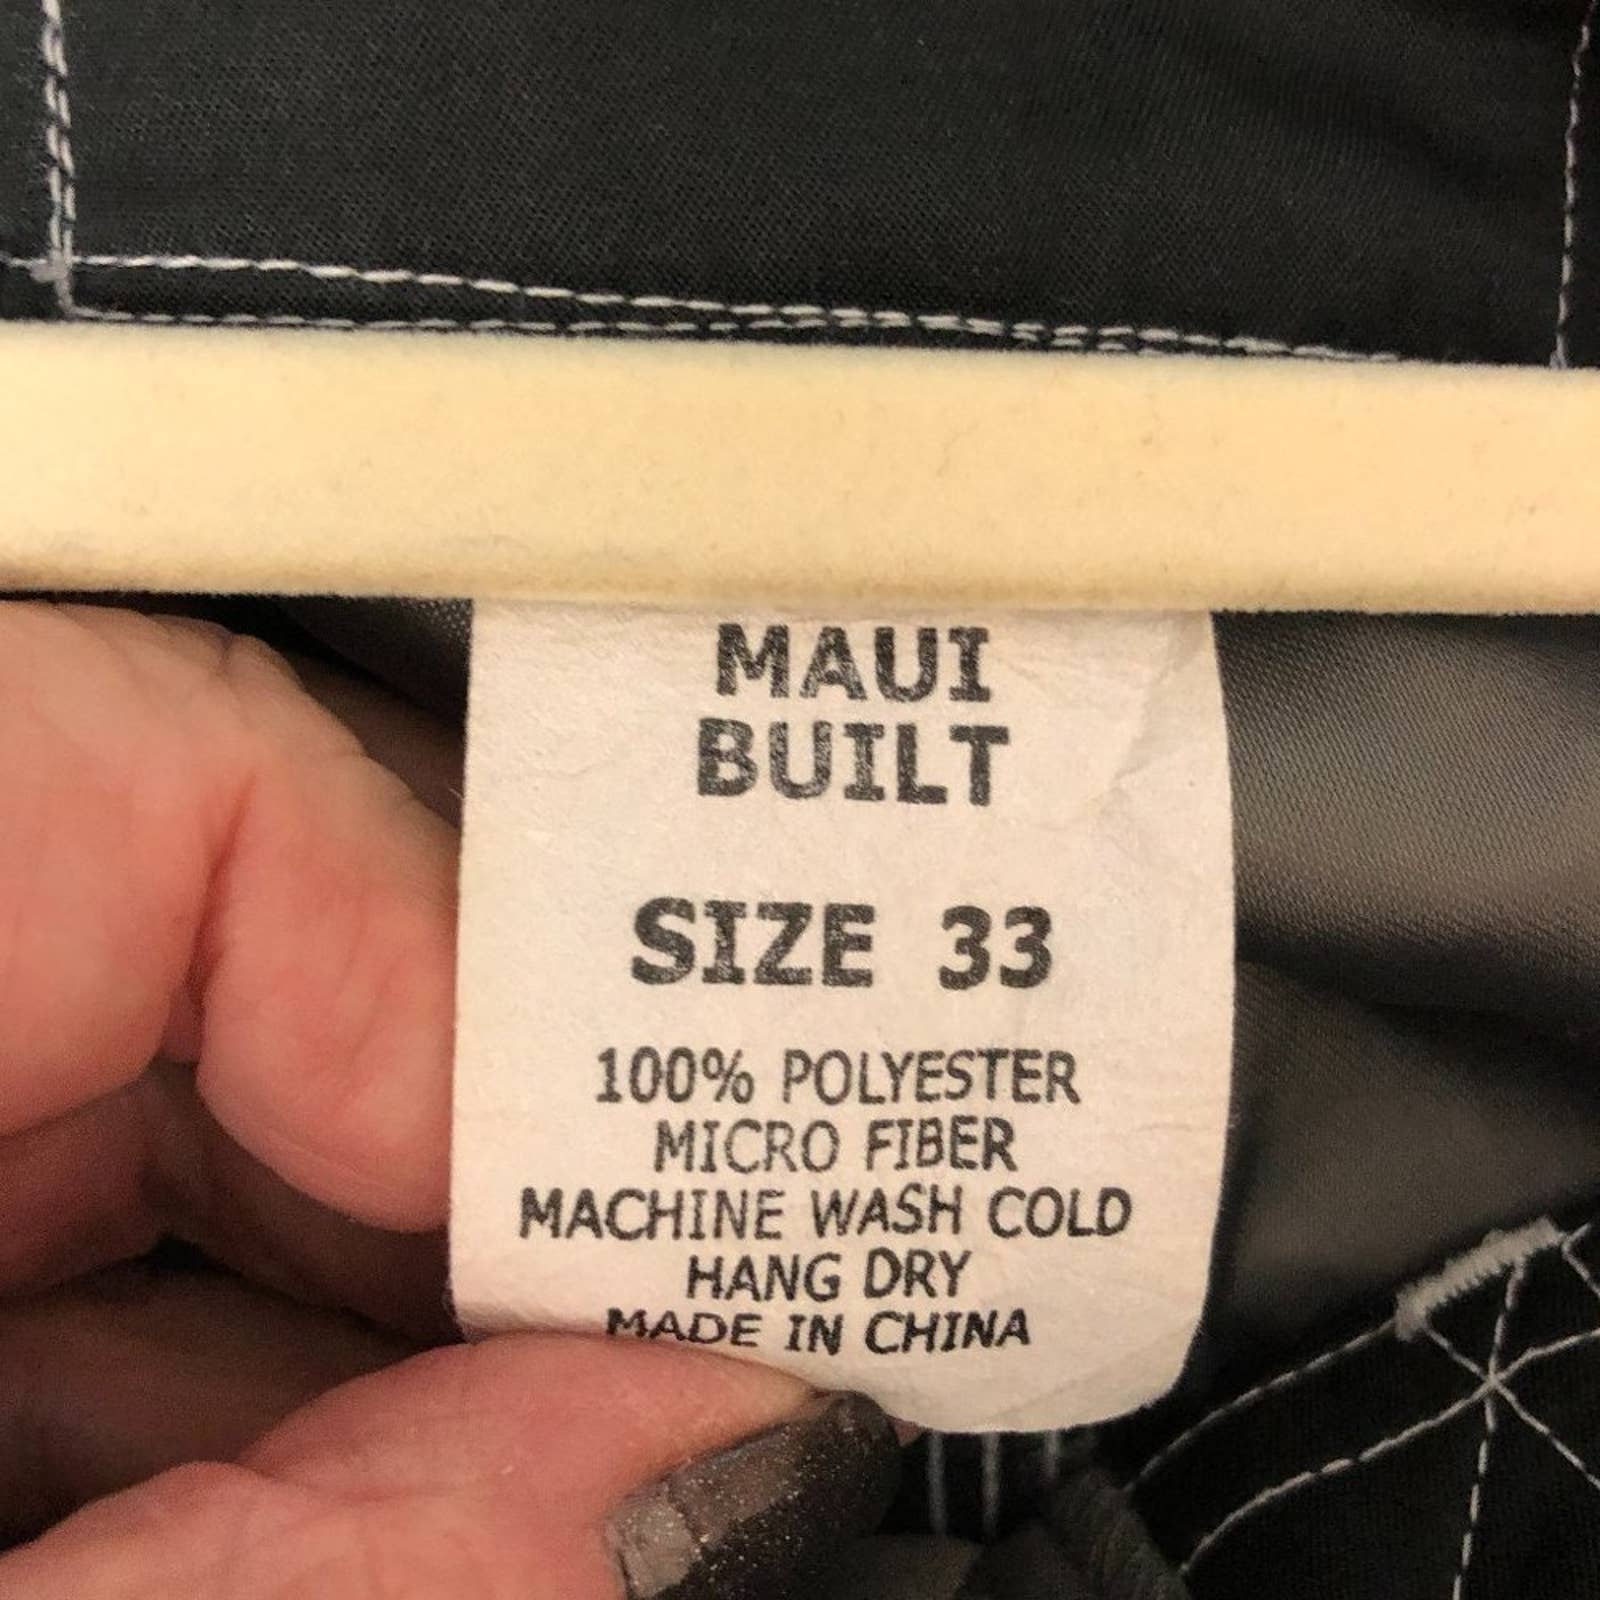 MAUI
BUILT
SIZE 33
100% POLYESTER
MICRO FIBER
MACHINE WASH COLD
HANG DRY
MADE IN CHINA